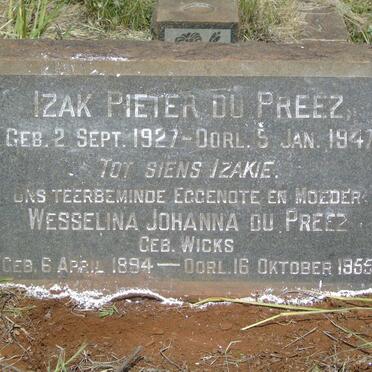 IZAK PIETER DU PREEZ,
GEB. 2 SEPT. 1927 – OORL. 5 JAN. 1947
TOT SIENS IZAKIE.
ONS TEERBEMINDE EGGENOTE EN MOEDER
WESSELINA JOHANNA DU PREEZ
GEB. WICKS
GEB. 6 APRIL 1894 — OORL. 16 OKTOBER 1955